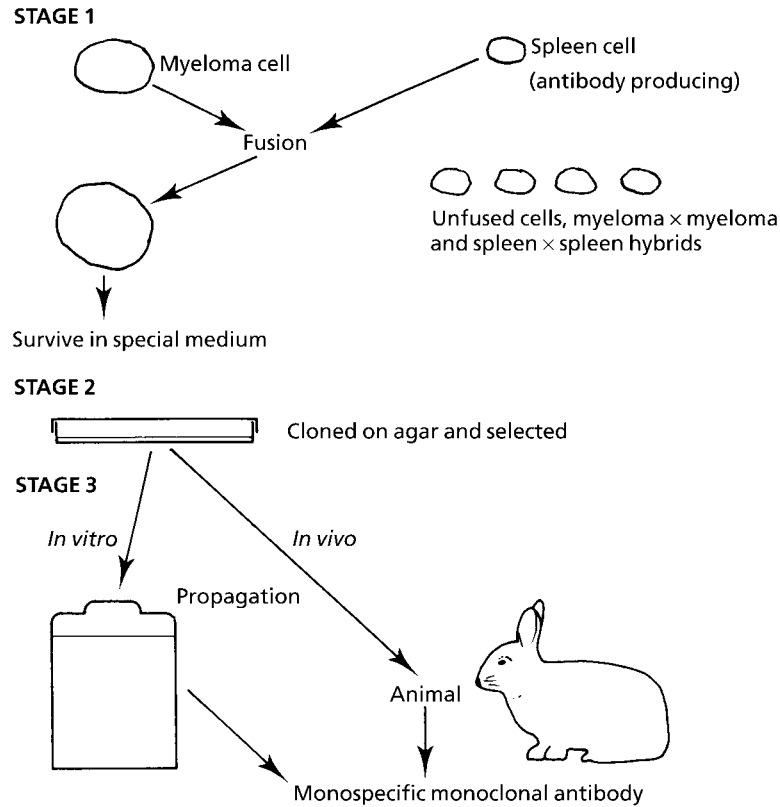 STAGE 1
Myeloma cell
Spleen cell
(antibody producing)
Fusion
Unfused cells, myeloma × myeloma
and spleen × spleen hybrids
Survive in special medium
STAGE 2
Cloned on agar and selected
STAGE 3
In vitro
In vivo
Propagation
Animal
Monospecific monoclonal antibody